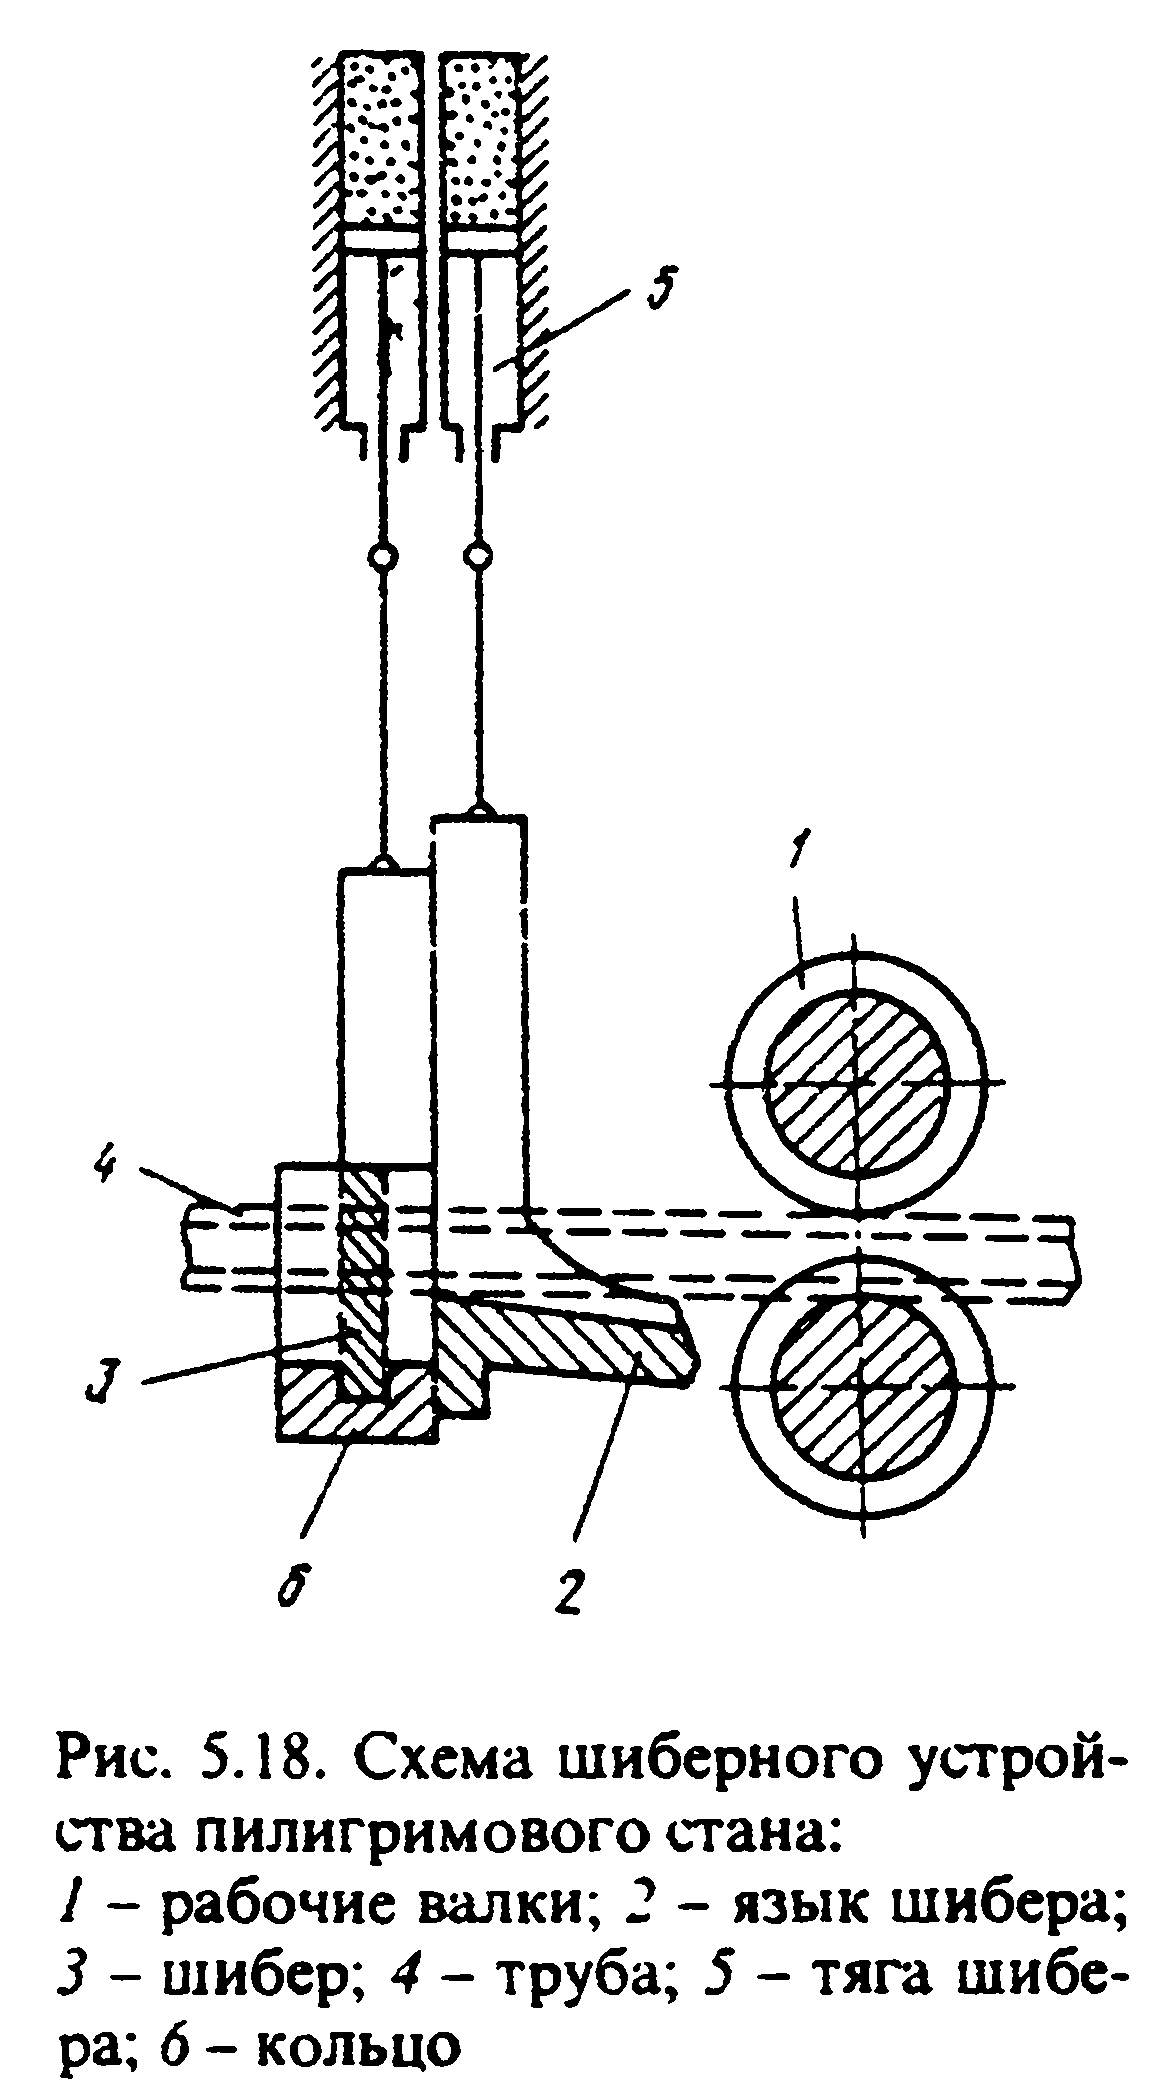 5
1
4
3
6
2
Рис. 5.18. Схема шиберного устрой-
ства пилигримового стана:
1 – рабочие валки; 2 – язык шибера;
3 – шибер; 4 – труба; 5 – тяга шибе-
ра; 6 – кольцо